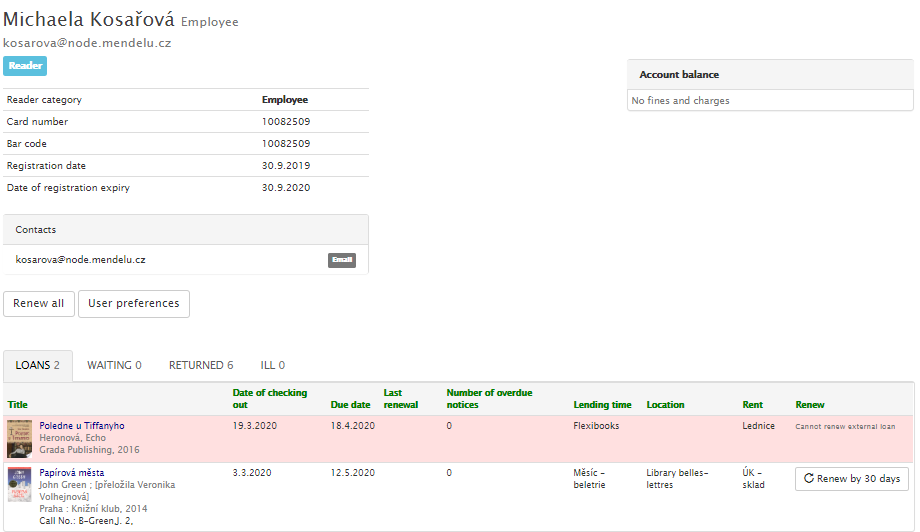 Michaela Kosařová Employee
kosarova@node.mendelu.cz
Reader
Account balance
No fines and charges
Reader category Employee
Card number 10082509
Bar code 10082509
Registration date 30.9.2019
Date of registration expiry 30.9.2020
Contacts
kosarova@node.mendelu.cz Email
Renew all User preferences
LOANS 2 WAITING 0 RETURNED 6 ILL 0
Title Date of checking out Due date Last renewal Number of overdue notices Lending time Location Rent Renew
Poledne u Tiffanyho 19.3.2020 18.4.2020 0 Flexibooks Lednice Cannot renew external loan
Heronová, Echo
Grada Publishing, 2016
Papírová města 3.3.2020 12.5.2020 0 Měsíc – beletrie Library belles-lettres ÚK – sklad Renew by 30 days
John Green ; [přeložila Veronika
Volhejnová]
Praha : Knižní klub, 2014
Call No.: B-Green,J. 2,